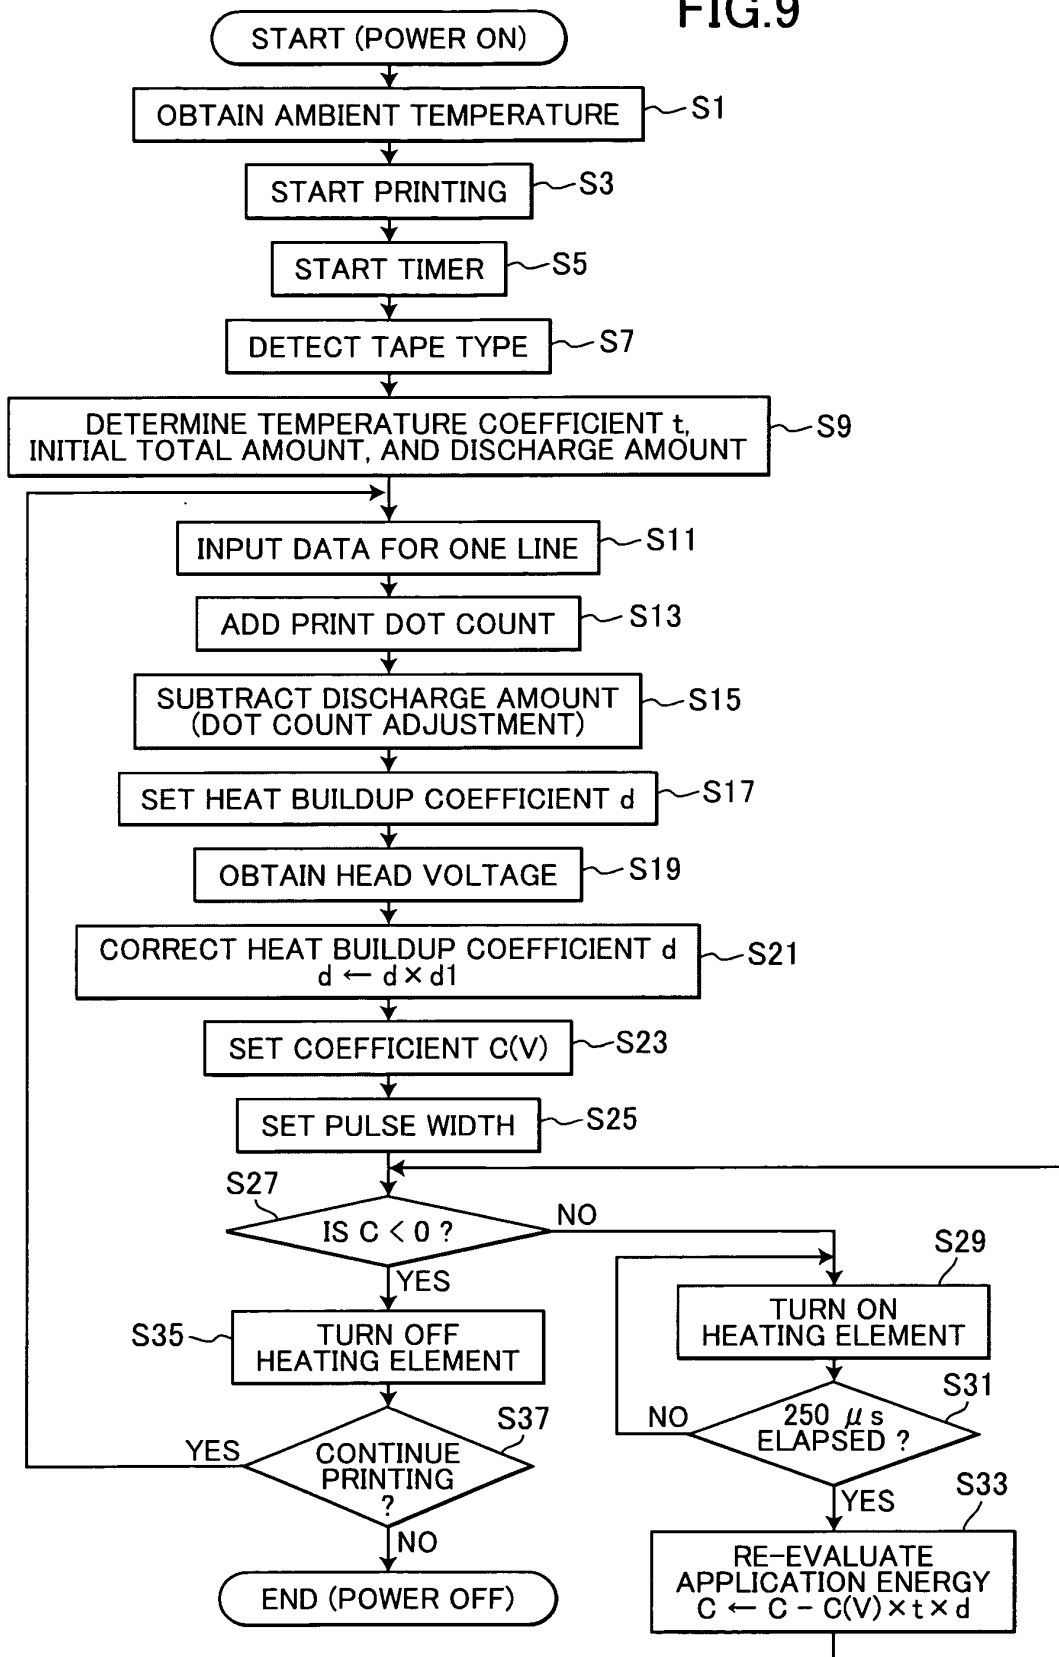 FIG.9
START (POWER ON)
OBTAIN AMBIENT TEMPERATURE
S1
START PRINTING
S3
START TIMER
S5
DETECT TAPE TYPE
S7
DETERMINE TEMPERATURE COEFFICIENT t,
INITIAL TOTAL AMOUNT, AND DISCHARGE AMOUNT
S9
INPUT DATA FOR ONE LINE
S11
ADD PRINT DOT COUNT
S13
SUBTRACT DISCHARGE AMOUNT
(DOT COUNT ADJUSTMENT)
S15
SET HEAT BUILDUP COEFFICIENT d
S17
OBTAIN HEAD VOLTAGE
S19
CORRECT HEAT BUILDUP COEFFICIENT d
d ← d × d1
S21
SET COEFFICIENT C(V)
S23
SET PULSE WIDTH
S25
S27
IS C < 0 ?
NO
YES
S29
TURN ON
HEATING ELEMENT
S35
TURN OFF
HEATING ELEMENT
S31
250 μs
ELAPSED ?
NO
YES
S37
CONTINUE
PRINTING
?
YES
NO
S33
RE-EVALUATE
APPLICATION ENERGY
C ← C − C(V) × t × d
END (POWER OFF)